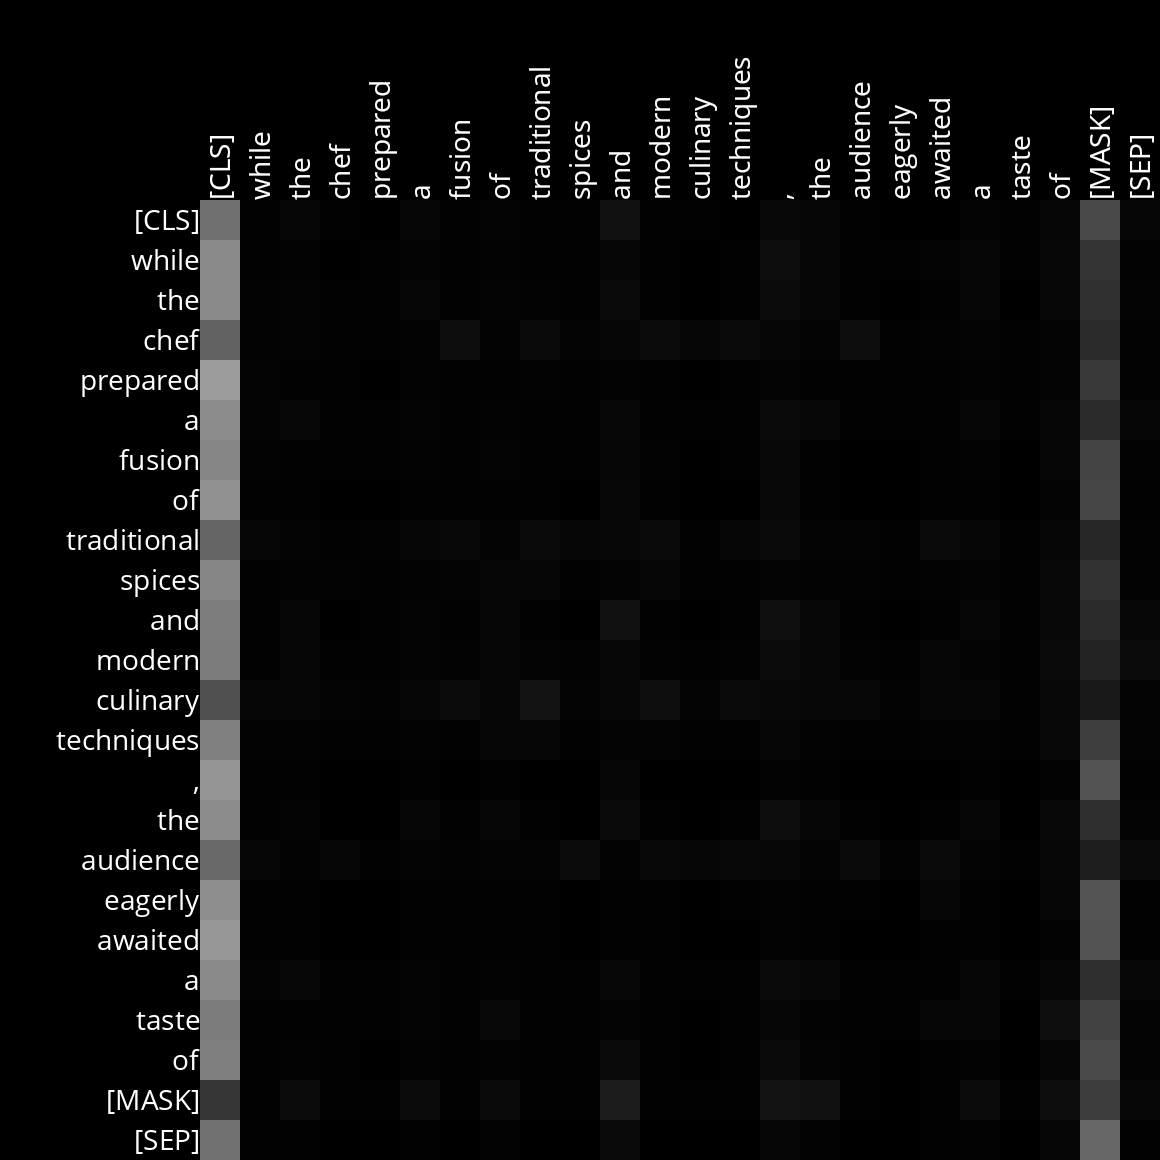 [CLS] while the chef prepared a fusion of traditional spices and modern culinary techniques , the audience eagerly awaited a taste of [MASK] [SEP]
[CLS]
while
the
chef
prepared
a
fusion
of
traditional
spices
and
modern
culinary
techniques
,
the
audience
eagerly
awaited
a
taste
of
[MASK]
[SEP]